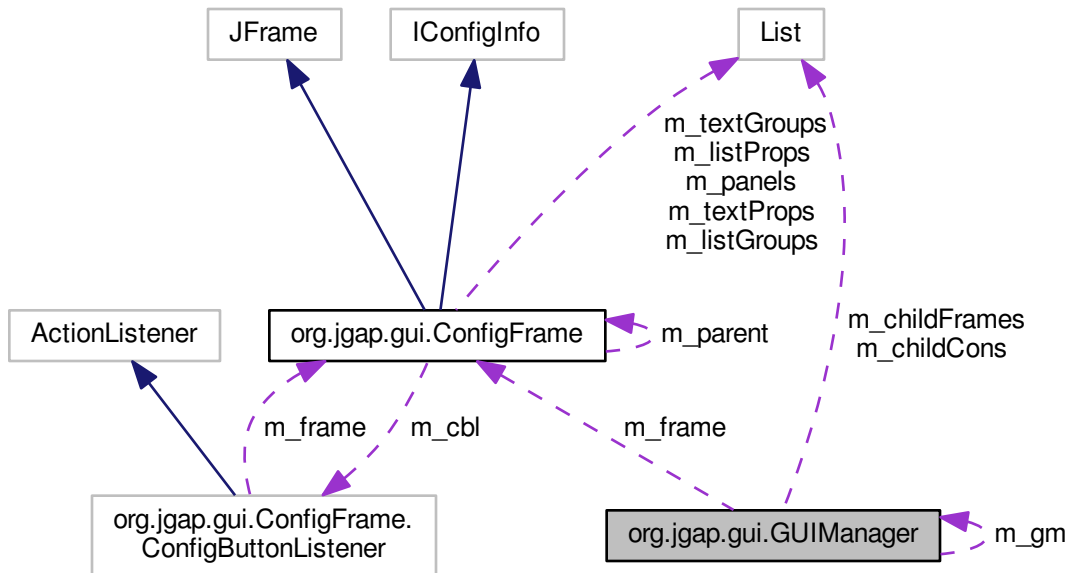 JFrame
IConfigInfo
List
m_textGroups
m_listProps
m_panels
m_textProps
m_listGroups
ActionListener
org.jgap.gui.ConfigFrame
m_parent
m_childFrames
m_childCons
m_frame
m_cbl
m_frame
org.jgap.gui.ConfigFrame.
ConfigButtonListener
org.jgap.gui.GUIManager
m_gm